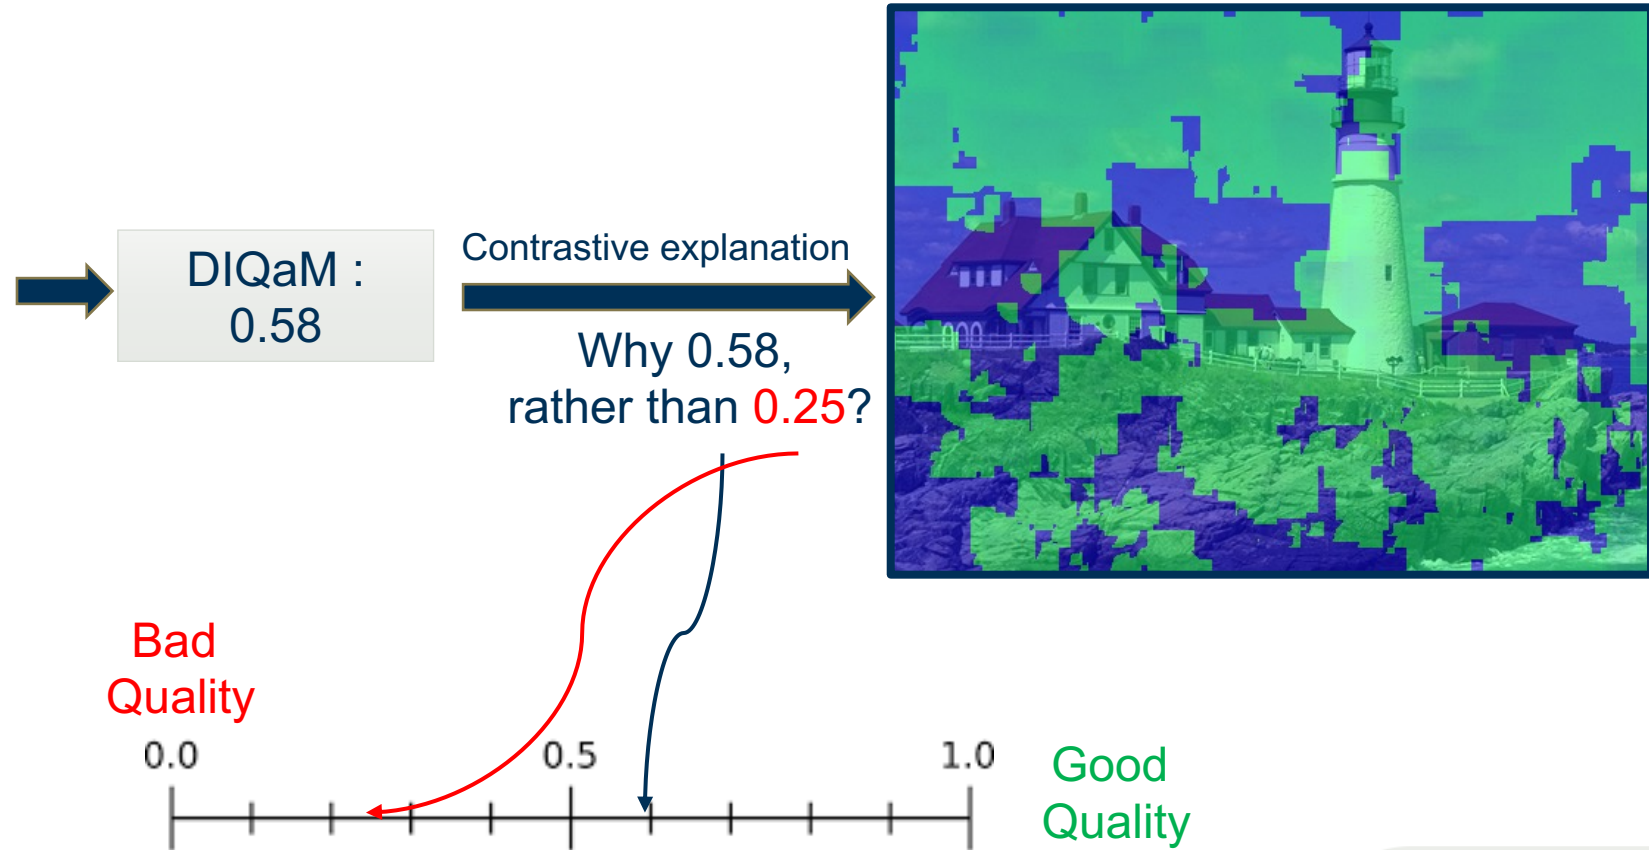 DIQaM :
0.58
Contrastive explanation
Why 0.58,
rather than 0.25?
Bad
Quality
0.0
0.5
1.0
Good
Quality